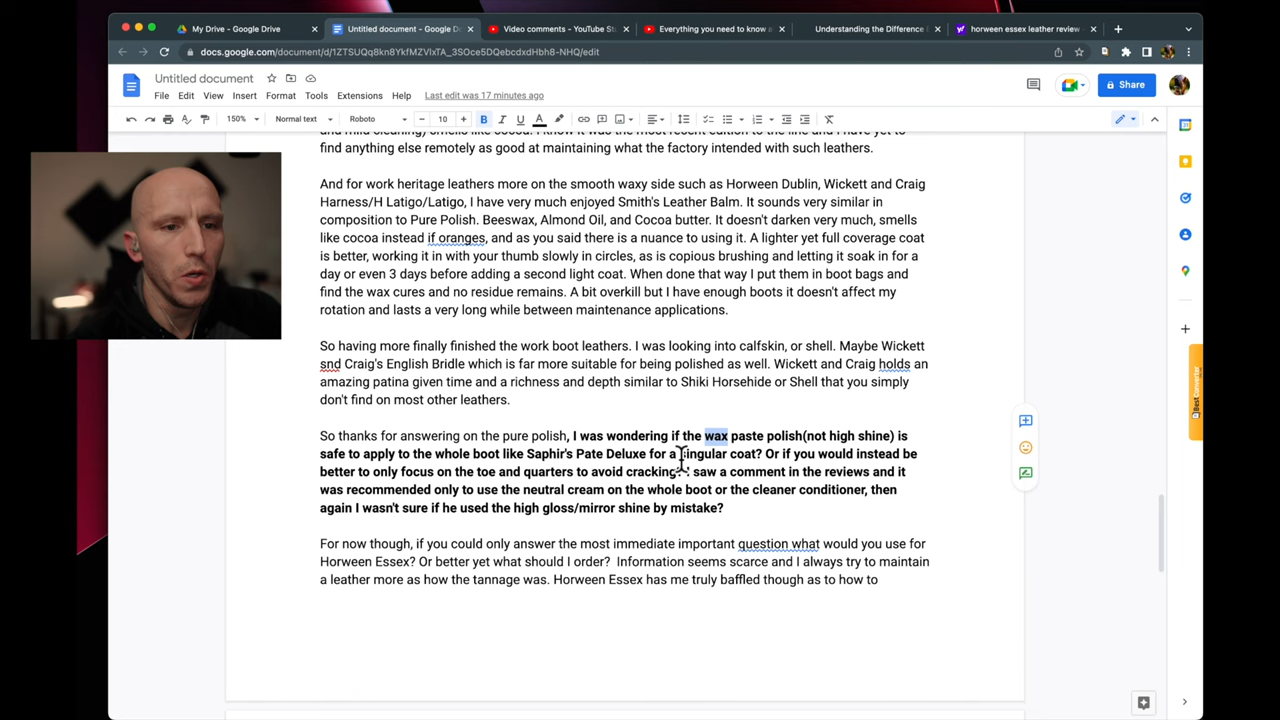 My Drive - Google Drive
Untitled document - Google D
Video comments - YouTube St
Everything you need to know a
Understanding the Difference
horween essex leather review
docs.google.com/document/d/1ZTSUQq8kn8YkfMZVlxTA_3SOce5DQebcdxdHbh8-NHQ/edit
Untitled document
File Edit View Insert Format Tools Extensions Help Last edit was 17 minutes ago
Share
150% Normal text Roboto 10 B I U A
find anything else remotely as good at maintaining what the factory intended with such leathers.
And for work heritage leathers more on the smooth waxy side such as Horween Dublin, Wickett and Craig
Harness/H Latigo/Latigo, I have very much enjoyed Smith's Leather Balm. It sounds very similar in
composition to Pure Polish. Beeswax, Almond Oil, and Cocoa butter. It doesn't darken very much, smells
like cocoa instead if oranges, and as you said there is a nuance to using it. A lighter yet full coverage coat
is better, working it in with your thumb slowly in circles, as is copious brushing and letting it soak in for a
day or even 3 days before adding a second light coat. When done that way I put them in boot bags and
find the wax cures and no residue remains. A bit overkill but I have enough boots it doesn't affect my
rotation and lasts a very long while between maintenance applications.
So having more finally finished the work boot leathers. I was looking into calfskin, or shell. Maybe Wickett
snd Craig's English Bridle which is far more suitable for being polished as well. Wickett and Craig holds an
amazing patina given time and a richness and depth similar to Shiki Horsehide or Shell that you simply
don't find on most other leathers.
So thanks for answering on the pure polish, I was wondering if the wax paste polish(not high shine) is
safe to apply to the whole boot like Saphir's Pate Deluxe for a singular coat? Or if you would instead be
better to only focus on the toe and quarters to avoid cracking? I saw a comment in the reviews and it
was recommended only to use the neutral cream on the whole boot or the cleaner conditioner, then
again I wasn't sure if he used the high gloss/mirror shine by mistake?
For now though, if you could only answer the most immediate important question what would you use for
Horween Essex? Or better yet what should I order? Information seems scarce and I always try to maintain
a leather more as how the tannage was. Horween Essex has me truly baffled though as to how to